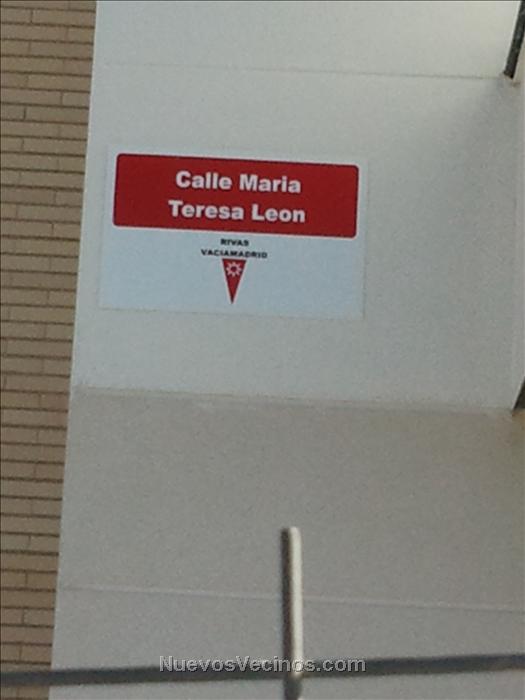 Calle Maria
Teresa Leon
RIVAS
VACIAMADRID
NuevosVecinos.com